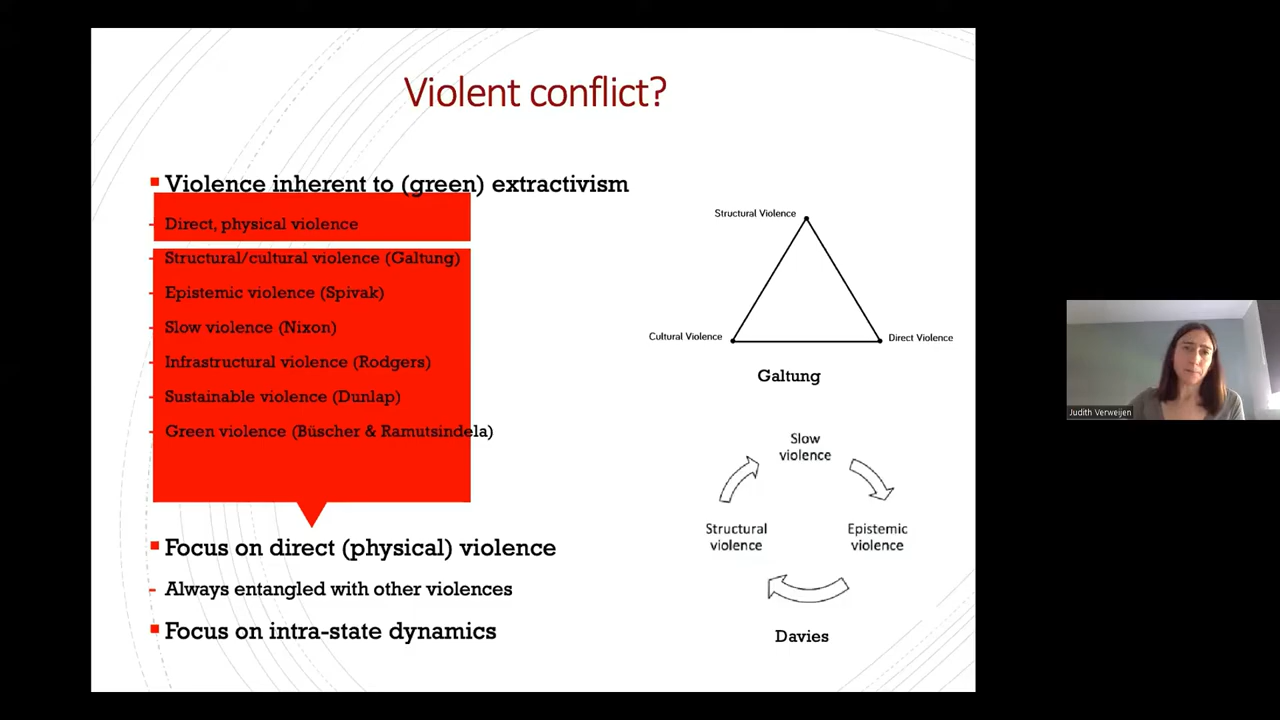 Violent conflict?
Violence inherent to (green) extractivism
- Direct, physical violence
- Structural/cultural violence (Galtung)
- Epistemic violence (Spivak)
- Slow violence (Nixon)
- Infrastructural violence (Rodgers)
- Sustainable violence (Dunlap)
- Green violence (Büscher & Ramutsindela)
Focus on direct (physical) violence
- Always entangled with other violences
Focus on intra-state dynamics
Structural Violence
Cultural Violence
Direct Violence
Galtung
Slow
violence
Structural
violence
Epistemic
violence
Davies
Judith Verweijen